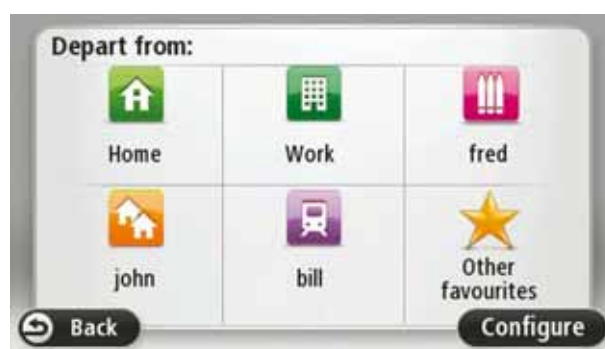 Depart from:
Home
Work
fred
john
bill
Other
favourites
Back
Configure